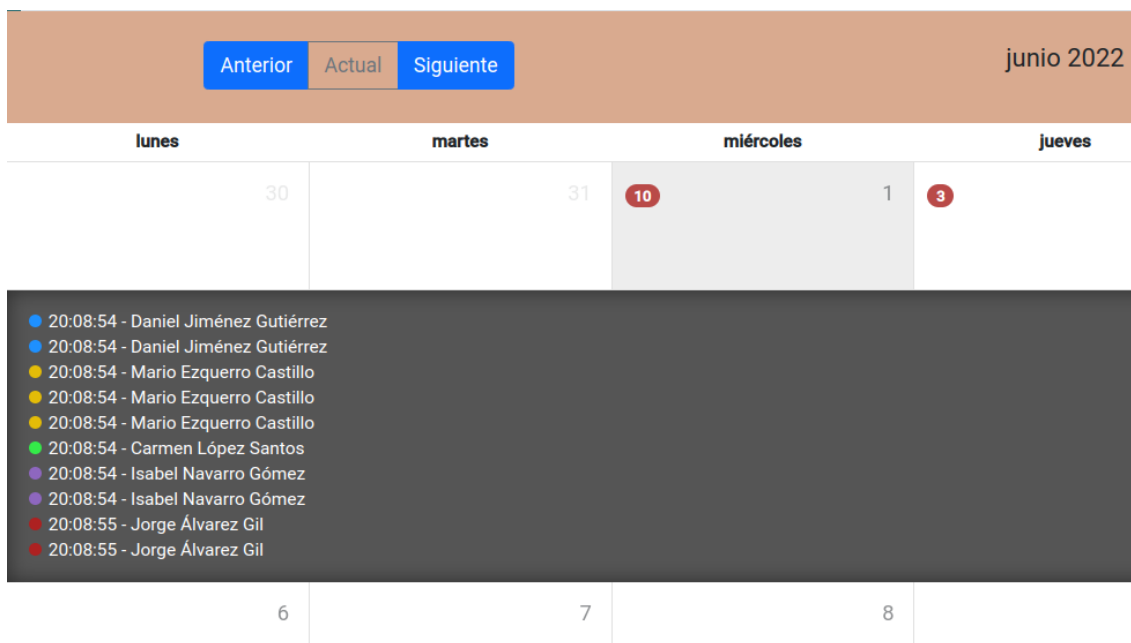 Anterior Actual Siguiente junio 2022
lunes martes miércoles jueves
30 31 10 1 3
20:08:54 - Daniel Jiménez Gutiérrez
20:08:54 - Daniel Jiménez Gutiérrez
20:08:54 - Mario Ezquerro Castillo
20:08:54 - Mario Ezquerro Castillo
20:08:54 - Mario Ezquerro Castillo
20:08:54 - Carmen López Santos
20:08:54 - Isabel Navarro Gómez
20:08:54 - Isabel Navarro Gómez
20:08:55 - Jorge Álvarez Gil
20:08:55 - Jorge Álvarez Gil
6 7 8